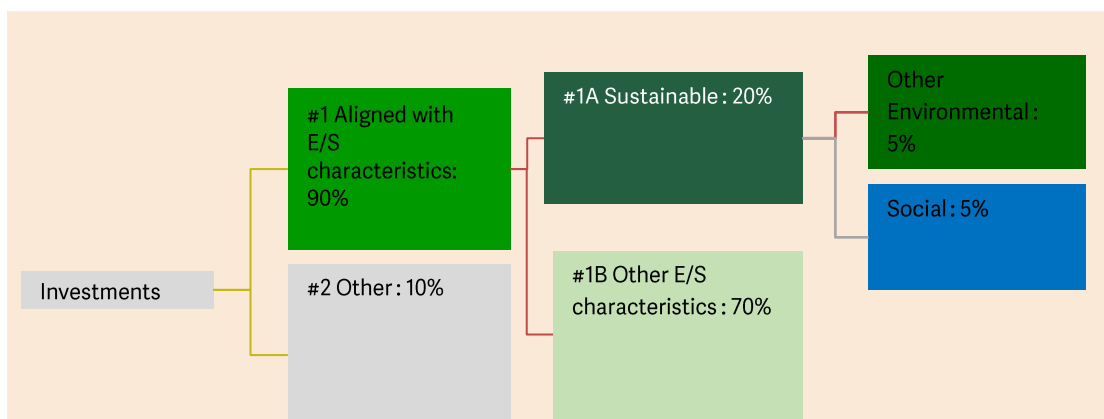 Investments
#1 Aligned with
E/S
characteristics:
90%
#2 Other : 10%
#1A Sustainable : 20%
#1B Other E/S
characteristics : 70%
Other
Environmental :
5%
Social : 5%